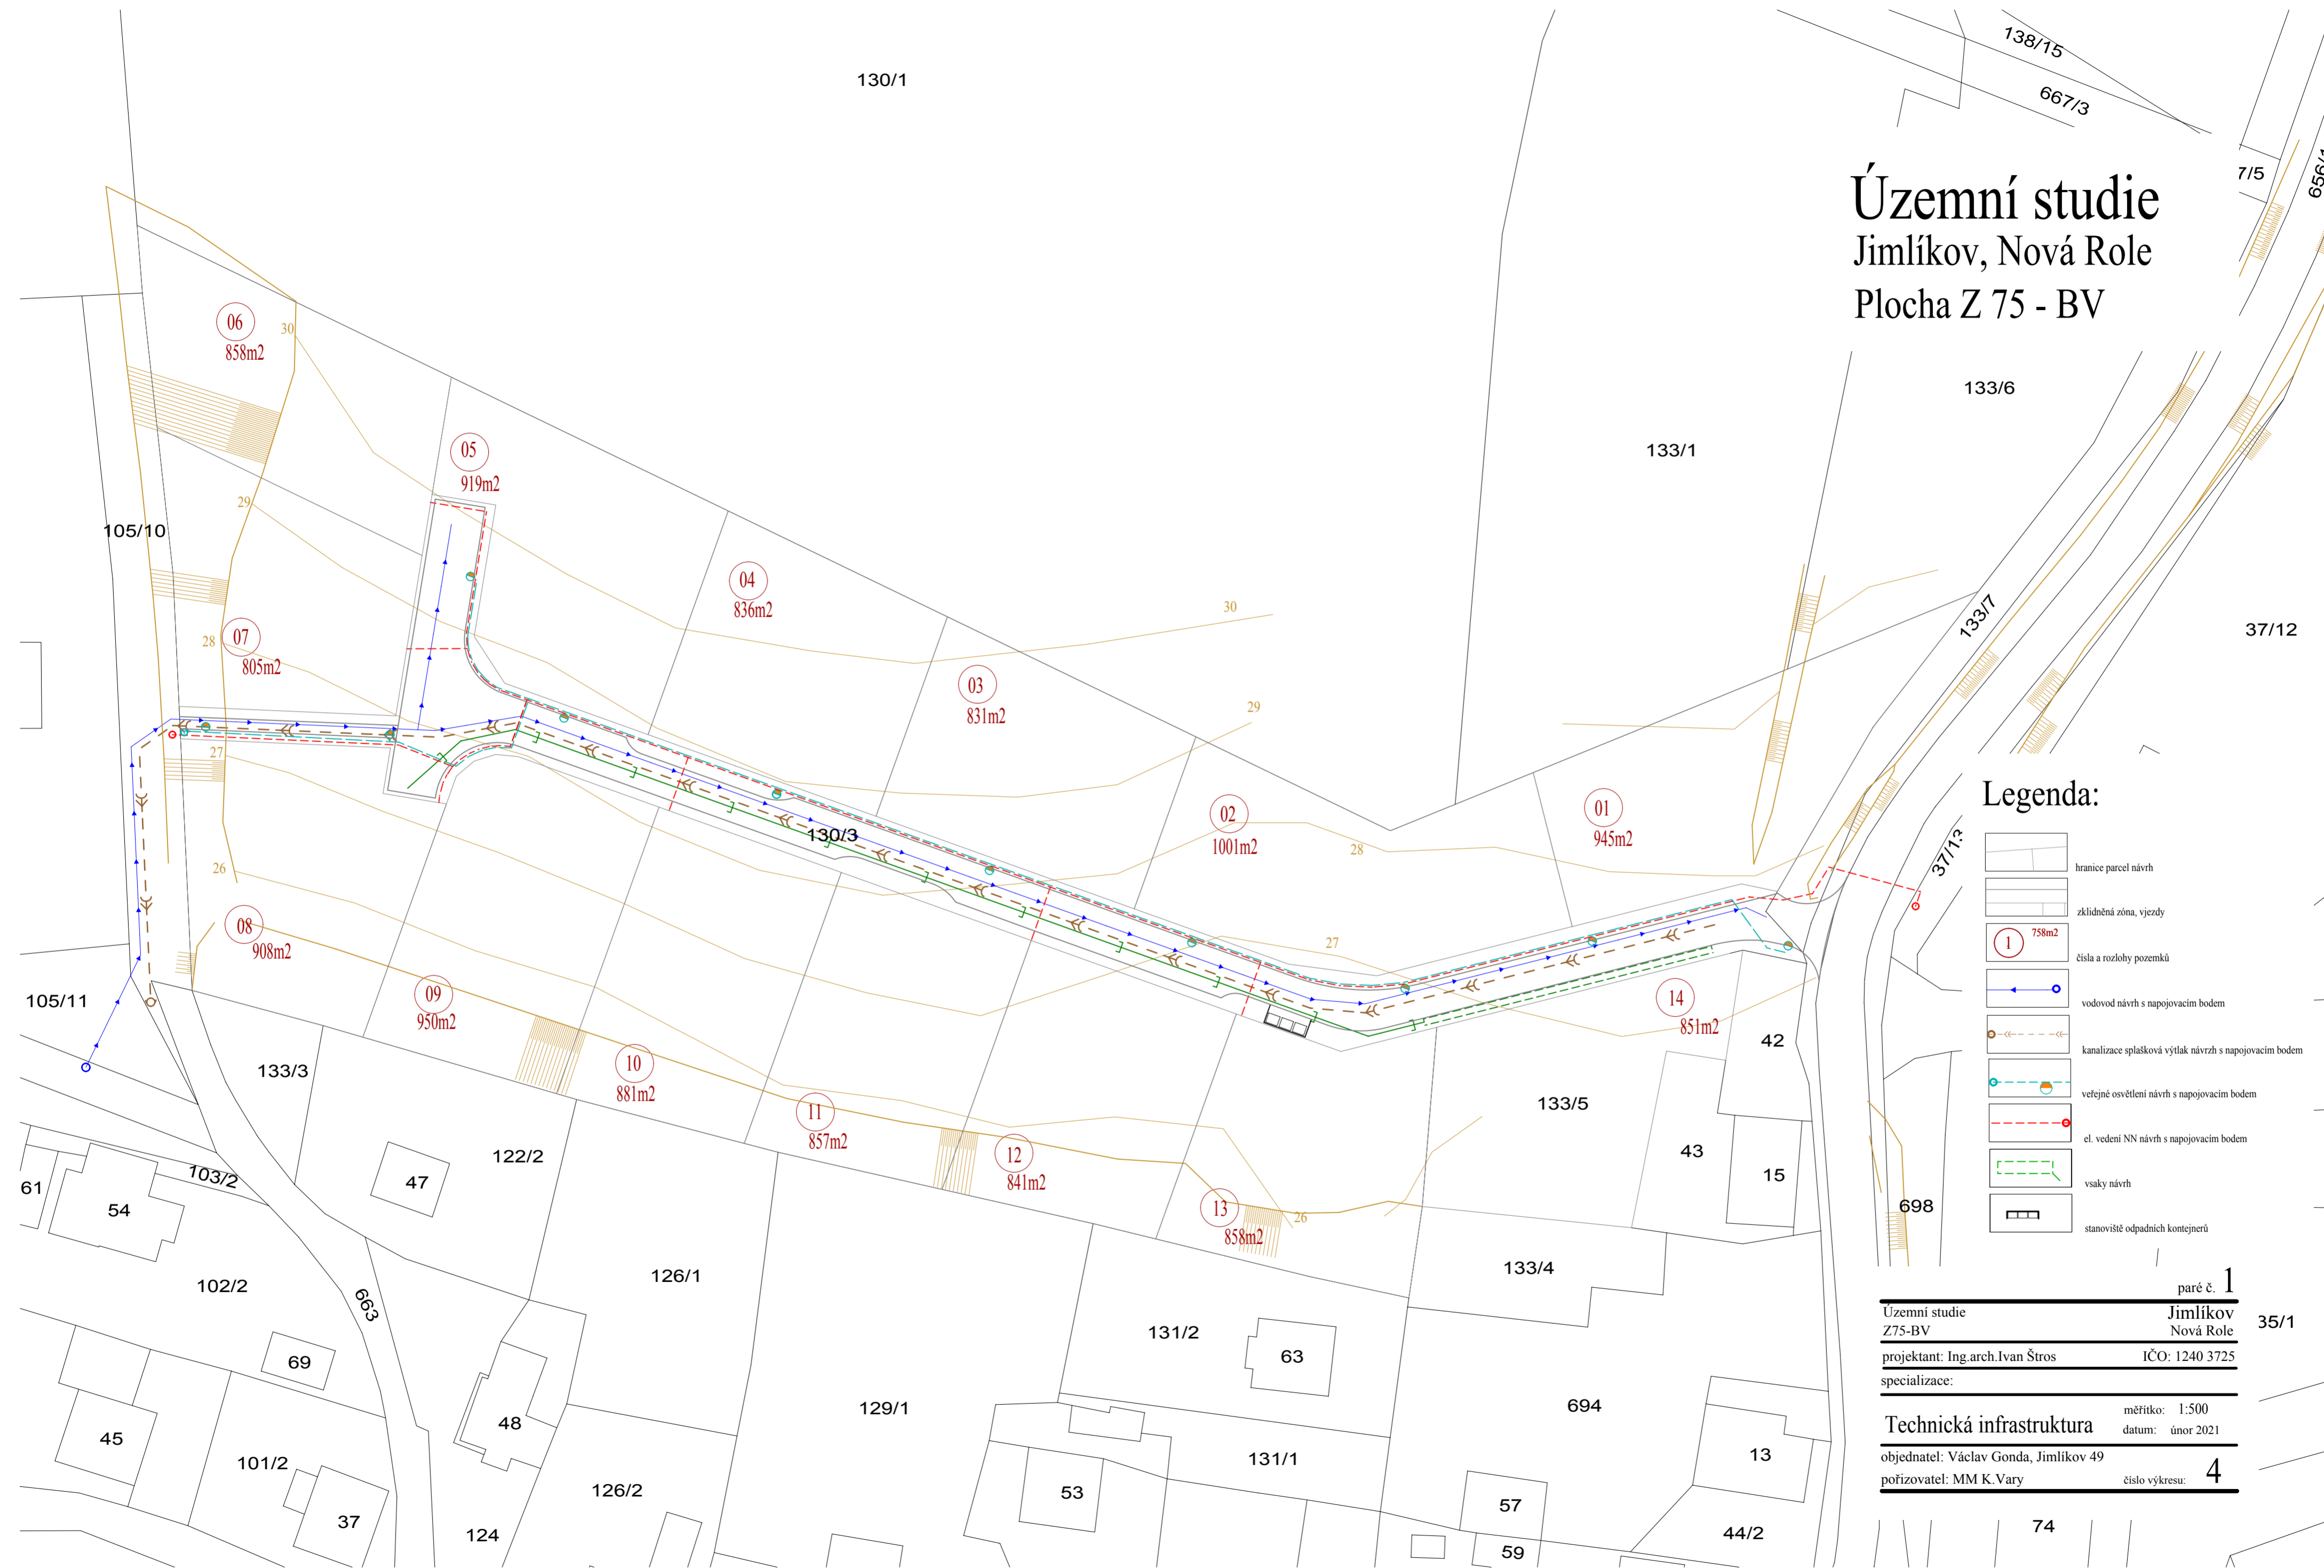 130/1
138/15
667/3
7/5
Územní studie
Jimlíkov, Nová Role
Plocha Z 75 - BV
133/6
133/1
133/7
37/12
06
858m2
30
05
919m2
29
105/10
04
836m2
30
07
805m2
28
03
831m2
29
27
130/3
02
1001m2
28
01
945m2
26
08
908m2
27
09
950m2
14
851m2
105/11
42
133/3
10
881m2
133/5
11
857m2
43
12
841m2
15
122/2
47
103/2
61
54
13
858m2
26
698
37/13
Legenda:
hranice parcel návrh
zklidněná zóna, vjezdy
1 758m2
čísla a rozlohy pozemků
vodovod návrh s napojovacím bodem
kanalizace splašková výtlak návrzh s napojovacím bodem
veřejné osvětlení návrh s napojovacím bodem
el. vedení NN návrh s napojovacím bodem
vsaky návrh
stanoviště odpadních kontejnerů
102/2
663
126/1
133/4
131/2
63
69
48
129/1
694
45
101/2
131/1
13
126/2
53
57
37
124
44/2
59
74
35/1
paré č. 1
Územní studie Jimlíkov
Z75-BV Nová Role
projektant: Ing.arch.Ivan Štros IČO: 1240 3725
specializace:
Technická infrastruktura
měřítko: 1:500
datum: únor 2021
objednatel: Václav Gonda, Jimlíkov 49
pořizovatel: MM K.Vary číslo výkresu: 4